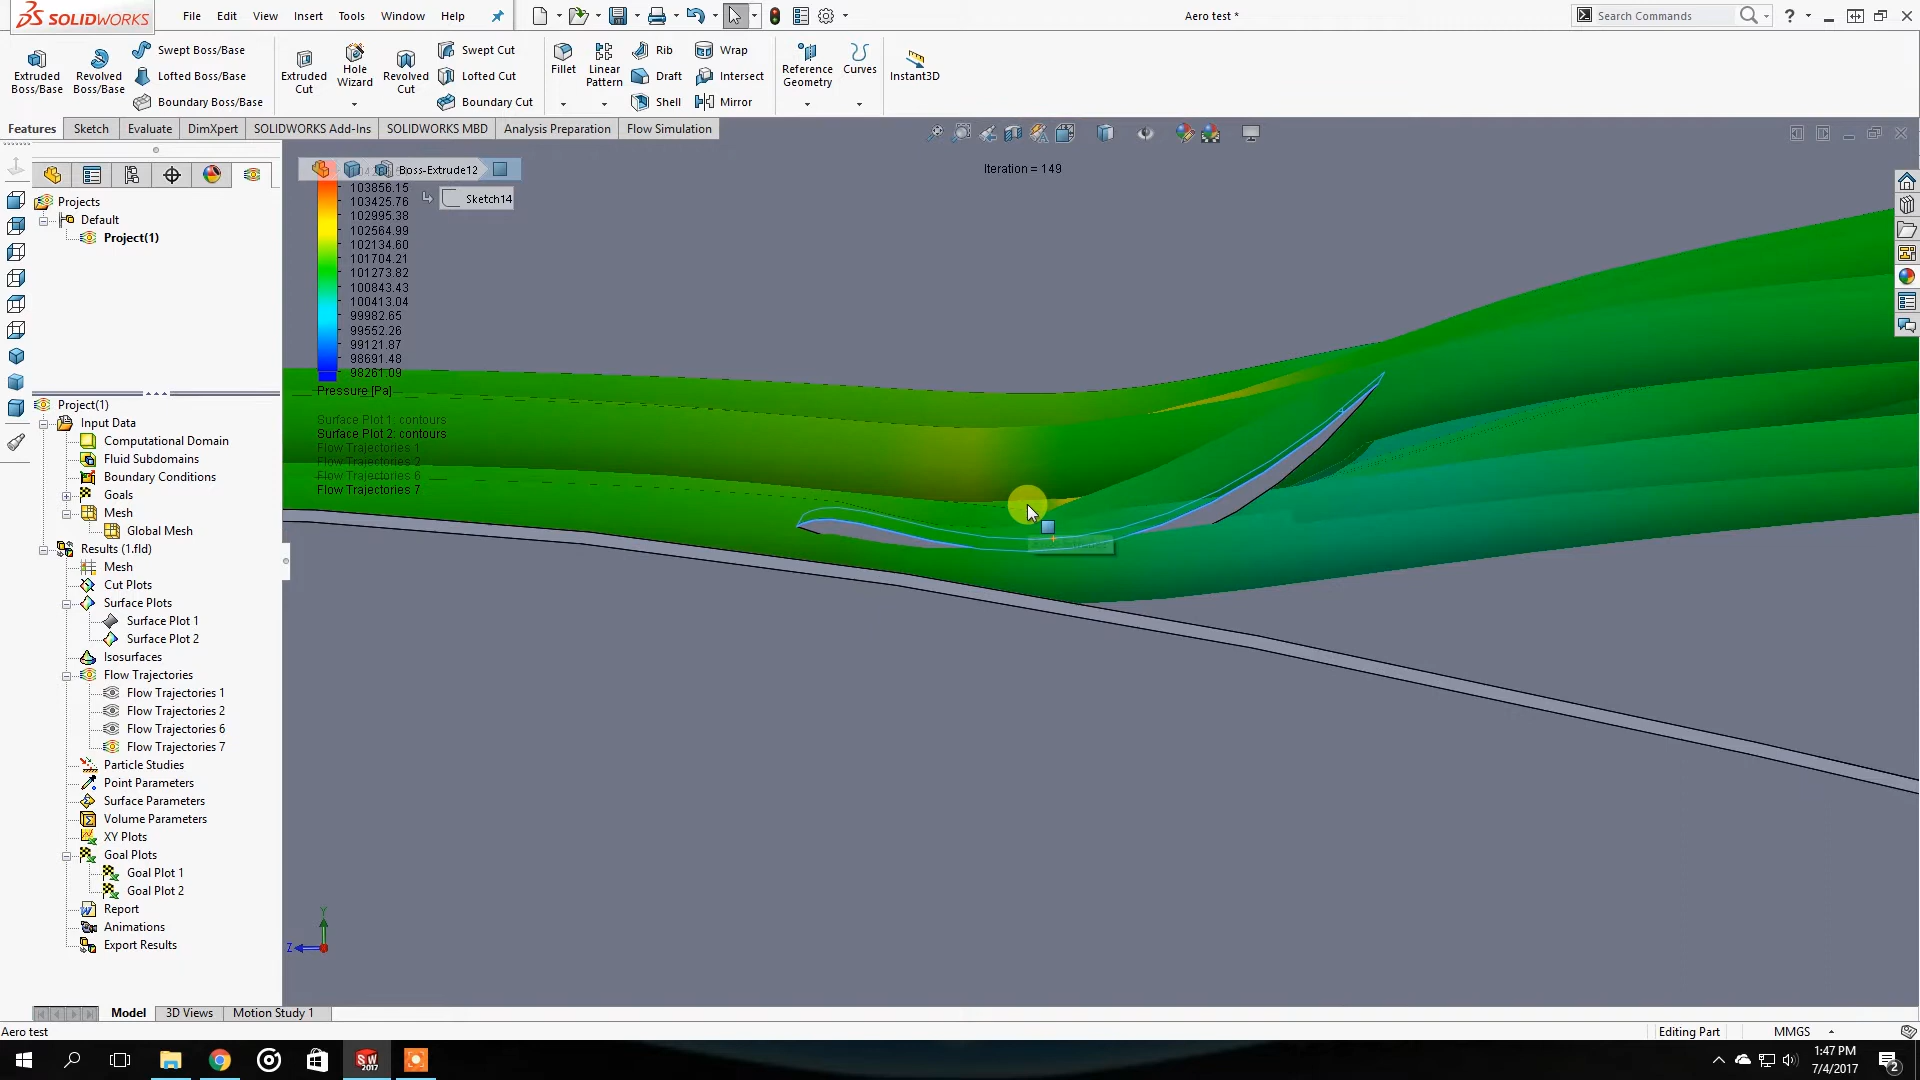 SOLIDWORKS
File Edit View Insert Tools Window Help
Aero test *
Search Commands
Extruded Boss/Base
Revolved Boss/Base
Swept Boss/Base
Lofted Boss/Base
Boundary Boss/Base
Extruded Cut
Hole Wizard
Revolved Cut
Swept Cut
Lofted Cut
Boundary Cut
Fillet
Linear Pattern
Rib
Draft
Shell
Wrap
Intersect
Mirror
Reference Geometry
Curves
Instant3D
Features Sketch Evaluate DimXpert SOLIDWORKS Add-Ins SOLIDWORKS MBD Analysis Preparation Flow Simulation
Projects
Default
Project(1)
Project(1)
Input Data
Computational Domain
Fluid Subdomains
Boundary Conditions
Goals
Mesh
Global Mesh
Results (1.fld)
Mesh
Cut Plots
Surface Plots
Surface Plot 1
Surface Plot 2
Isosurfaces
Flow Trajectories
Flow Trajectories 1
Flow Trajectories 2
Flow Trajectories 6
Flow Trajectories 7
Particle Studies
Point Parameters
Surface Parameters
Volume Parameters
XY Plots
Goal Plots
Goal Plot 1
Goal Plot 2
Report
Animations
Export Results
Boss-Extrude12
Sketch14
Iteration = 149
103856.15
103425.76
102995.38
102564.99
102134.60
101704.21
101273.82
100843.43
100413.04
99982.65
99552.26
99121.87
98691.48
98261.09
Pressure [Pa]
Surface Plot 1: contours
Surface Plot 2: contours
Flow Trajectories 1
Flow Trajectories 2
Flow Trajectories 6
Flow Trajectories 7
Y
Z
Model 3D Views Motion Study 1
Aero test
Editing Part
MMGS
SW 2017
1:47 PM
7/4/2017
2